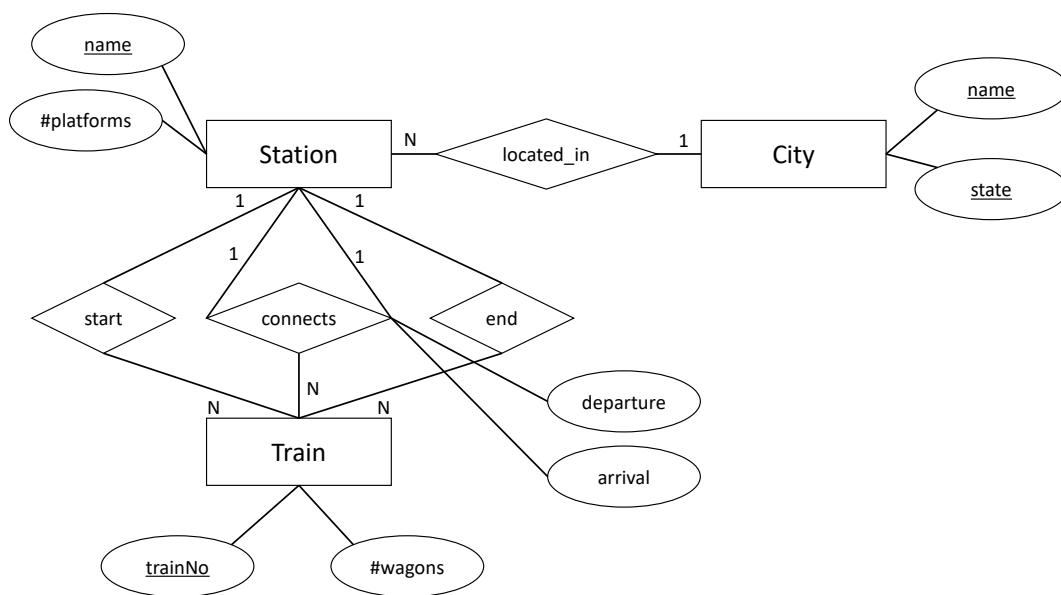 name
#platforms
Station
N
located_in
1
City
name
state
1
1
1
1
start
connects
end
N
N
N
departure
arrival
Train
trainNo
#wagons